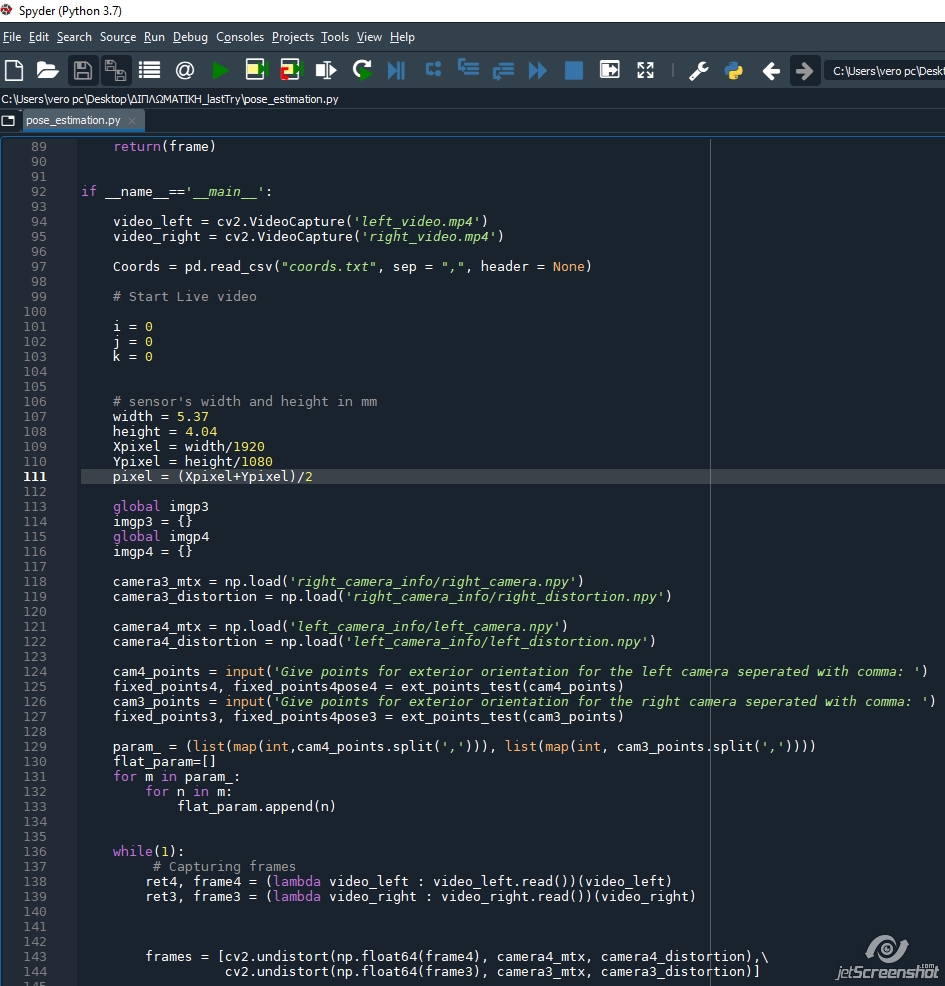 Spyder (Python 3.7)
File Edit Search Source Run Debug Consoles Projects Tools View Help
C:\Users\vero pc\Deskt
C:\Users\vero pc\Desktop\ΔΙΠΛΩΜΑΤΙΚΗ_lastTry\pose_estimation.py
pose_estimation.py
89 return(frame)
90
91
92 if __name__=='__main__':
93
94 video_left = cv2.VideoCapture('left_video.mp4')
95 video_right = cv2.VideoCapture('right_video.mp4')
96
97 Coords = pd.read_csv("coords.txt", sep = ",", header = None)
98
99 # Start Live video
100
101 i = 0
102 j = 0
103 k = 0
104
105
106 # sensor's width and height in mm
107 width = 5.37
108 height = 4.04
109 Xpixel = width/1920
110 Ypixel = height/1080
111 pixel = (Xpixel+Ypixel)/2
112
113 global imgp3
114 imgp3 = {}
115 global imgp4
116 imgp4 = {}
117
118 camera3_mtx = np.load('right_camera_info/right_camera.npy')
119 camera3_distortion = np.load('right_camera_info/right_distortion.npy')
120
121 camera4_mtx = np.load('left_camera_info/left_camera.npy')
122 camera4_distortion = np.load('left_camera_info/left_distortion.npy')
123
124 cam4_points = input('Give points for exterior orientation for the left camera seperated with comma: ')
125 fixed_points4, fixed_points4pose4 = ext_points_test(cam4_points)
126 cam3_points = input('Give points for exterior orientation for the right camera seperated with comma: ')
127 fixed_points3, fixed_points4pose3 = ext_points_test(cam3_points)
128
129 param_ = (list(map(int,cam4_points.split(','))), list(map(int, cam3_points.split(','))))
130 flat_param=[]
131 for m in param_:
132 for n in m:
133 flat_param.append(n)
134
135
136 while(1):
137 # Capturing frames
138 ret4, frame4 = (lambda video_left : video_left.read())(video_left)
139 ret3, frame3 = (lambda video_right : video_right.read())(video_right)
140
141
142
143 frames = [cv2.undistort(np.float64(frame4), camera4_mtx, camera4_distortion),\
144 cv2.undistort(np.float64(frame3), camera3_mtx, camera3_distortion)]
145
jetScreenshot.com